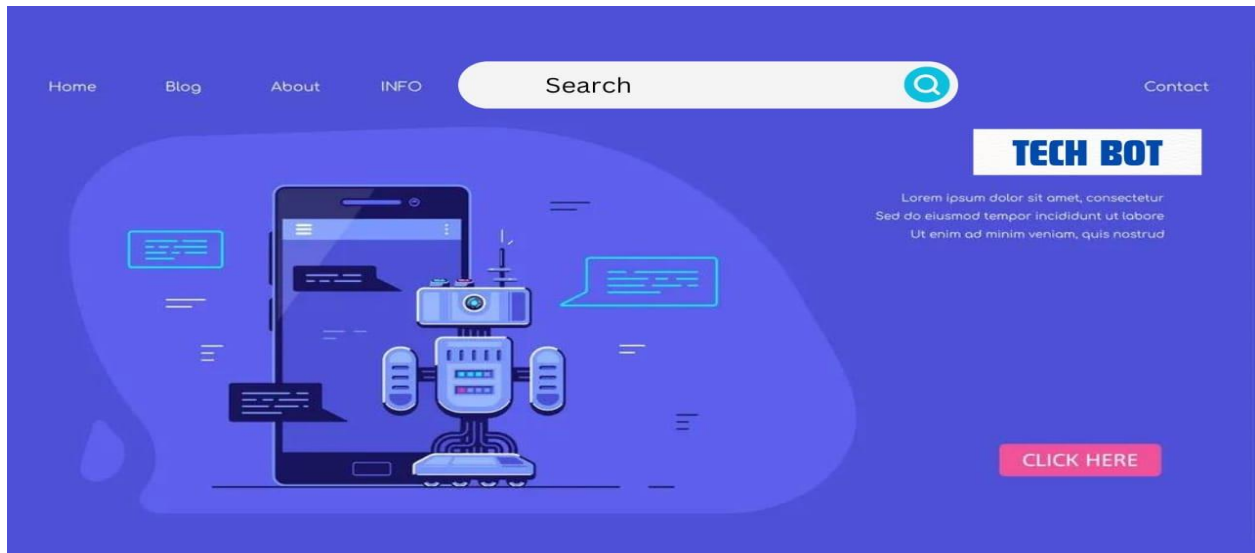 Home
Blog
About
INFO
Search
Contact
TECH BOT
Lorem ipsum dolor sit amet, consectetur
Sed do eiusmod tempor incididunt ut labore
Ut enim ad minim veniam, quis nostrud
CLICK HERE